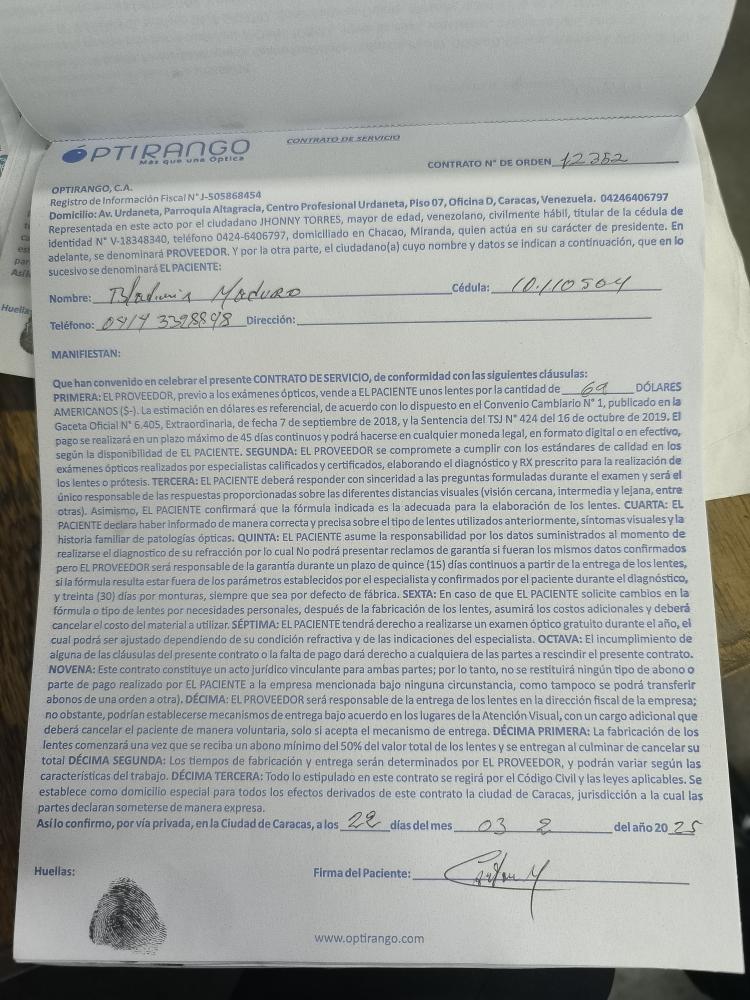 OPTIRANGO
Más que una Óptica
CONTRATO DE SERVICIO
CONTRATO N° DE ORDEN 12352
OPTIRANGO, C.A.
Registro de Información Fiscal N° J-505868454
Domicilio: Av. Urdaneta, Parroquia Altagracia, Centro Profesional Urdaneta, Piso 07, Oficina D, Caracas, Venezuela. 04246406797
Representada en este acto por el ciudadano JHONNY TORRES, mayor de edad, venezolano, civilmente hábil, titular de la cédula de
identidad N° V-18348340, teléfono 0424-6406797, domiciliado en Chacao, Miranda, quien actúa en su carácter de presidente. En
adelante, se denominará PROVEEDOR. Y por la otra parte, el ciudadano(a) cuyo nombre y datos se indican a continuación, que en lo
sucesivo se denominará EL PACIENTE:
Nombre: Maduro Cédula: 10.110504
Teléfono: 0414 3398898 Dirección:
MANIFIESTAN:
Que han convenido en celebrar el presente CONTRATO DE SERVICIO, de conformidad con las siguientes cláusulas:
PRIMERA: EL PROVEEDOR, previo a los exámenes ópticos, vende a EL PACIENTE unos lentes por la cantidad de 69 DÓLARES
AMERICANOS ($-). La estimación en dólares es referencial, de acuerdo con lo dispuesto en el Convenio Cambiario N° 1, publicado en la
Gaceta Oficial N° 6.405, Extraordinaria, de fecha 7 de septiembre de 2018, y la Sentencia del TSJ N° 424 del 16 de octubre de 2019. El
pago se realizará en un plazo máximo de 45 días continuos y podrá hacerse en cualquier moneda legal, en formato digital o en efectivo,
según la disponibilidad de EL PACIENTE. SEGUNDA: EL PROVEEDOR se compromete a cumplir con los estándares de calidad en los
exámenes ópticos realizados por especialistas calificados y certificados, elaborando el diagnóstico y RX prescrito para la realización de
los lentes o prótesis. TERCERA: EL PACIENTE deberá responder con sinceridad a las preguntas formuladas durante el examen y será el
único responsable de las respuestas proporcionadas sobre las diferentes distancias visuales (visión cercana, intermedia y lejana, entre
otras). Asimismo, EL PACIENTE confirmará que la fórmula indicada es la adecuada para la elaboración de los lentes. CUARTA: EL
PACIENTE declara haber informado de manera correcta y precisa sobre el tipo de lentes utilizados anteriormente, síntomas visuales y la
historia familiar de patologías ópticas. QUINTA: EL PACIENTE asume la responsabilidad por los datos suministrados al momento de
realizarse el diagnostico de su refracción por lo cual No podrá presentar reclamos de garantía si fueran los mismos datos confirmados
pero EL PROVEEDOR será responsable de la garantía durante un plazo de quince (15) días continuos a partir de la entrega de los lentes,
si la fórmula resulta estar fuera de los parámetros establecidos por el especialista y confirmados por el paciente durante el diagnóstico,
y treinta (30) días por monturas, siempre que sea por defecto de fábrica. SEXTA: En caso de que EL PACIENTE solicite cambios en la
fórmula o tipo de lentes por necesidades personales, después de la fabricación de los lentes, asumirá los costos adicionales y deberá
cancelar el costo del material a utilizar. SÉPTIMA: EL PACIENTE tendrá derecho a realizarse un examen óptico gratuito durante el año, el
cual podrá ser ajustado dependiendo de su condición refractiva y de las indicaciones del especialista. OCTAVA: El incumplimiento de
alguna de las cláusulas del presente contrato o la falta de pago dará derecho a cualquiera de las partes a rescindir el presente contrato.
NOVENA: Este contrato constituye un acto jurídico vinculante para ambas partes; por lo tanto, no se restituirá ningún tipo de abono o
parte de pago realizado por EL PACIENTE a la empresa mencionada bajo ninguna circunstancia, como tampoco se podrá transferir
abonos de una orden a otra). DÉCIMA: EL PROVEEDOR será responsable de la entrega de los lentes en la dirección fiscal de la empresa;
no obstante, podrían establecerse mecanismos de entrega bajo acuerdo en los lugares de la Atención Visual, con un cargo adicional que
deberá cancelar el paciente de manera voluntaria, solo si acepta el mecanismo de entrega. DÉCIMA PRIMERA: La fabricación de los
lentes comenzará una vez que se reciba un abono mínimo del 50% del valor total de los lentes y se entregan al culminar de cancelar su
total DÉCIMA SEGUNDA: Los tiempos de fabricación y entrega serán determinados por EL PROVEEDOR, y podrán variar según las
características del trabajo. DÉCIMA TERCERA: Todo lo estipulado en este contrato se regirá por el Código Civil y las leyes aplicables. Se
establece como domicilio especial para todos los efectos derivados de este contrato la ciudad de Caracas, jurisdicción a la cual las
partes declaran someterse de manera expresa.
Así lo confirmo, por vía privada, en la Ciudad de Caracas, a los 22 días del mes 03 2 del año 20 25
Huellas:
Firma del Paciente:
www.optirango.com
Huella